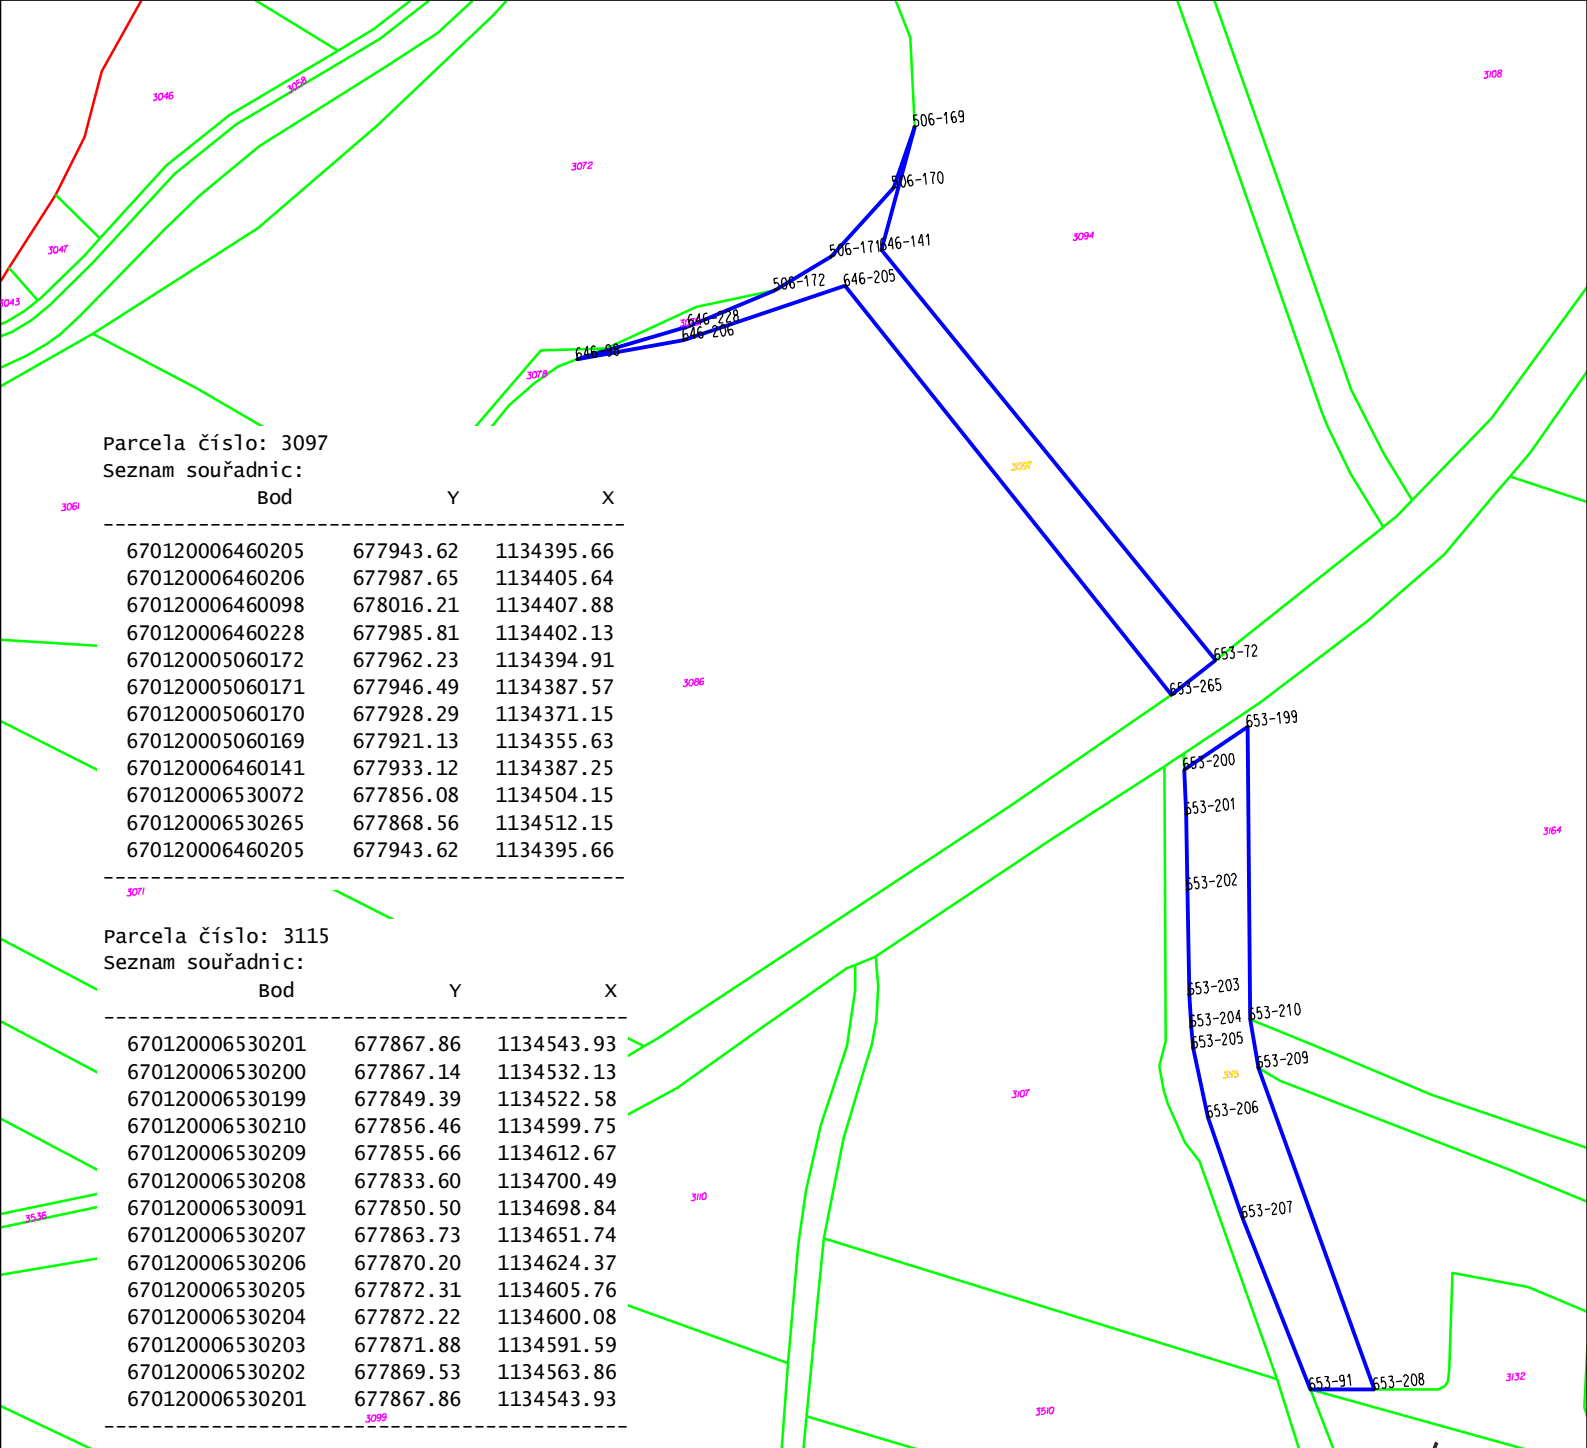 3108
3058
3046
506-169
3072
506-170
3094
506-171
646-141
3047
506-172
646-205
3043
646-228
646-206
646-98
3078
Parcela číslo: 3097
Seznam souřadnic:
Bod Y X
--------------------------------------------
670120006460205 677943.62 1134395.66
670120006460206 677987.65 1134405.64
670120006460098 678016.21 1134407.88
670120006460228 677985.81 1134402.13
670120005060172 677962.23 1134394.91
670120005060171 677946.49 1134387.57
670120005060170 677928.29 1134371.15
670120005060169 677921.13 1134355.63
670120006460141 677933.12 1134387.25
670120006530072 677856.08 1134504.15
670120006530265 677868.56 1134512.15
670120006460205 677943.62 1134395.66
--------------------------------------------
3097
3061
653-72
3086
653-265
653-199
653-200
653-201
3164
653-202
3071
Parcela číslo: 3115
Seznam souřadnic:
Bod Y X
--------------------------------------------
670120006530201 677867.86 1134543.93
670120006530200 677867.14 1134532.13
670120006530199 677849.39 1134522.58
670120006530210 677856.46 1134599.75
670120006530209 677855.66 1134612.67
670120006530208 677833.60 1134700.49
670120006530091 677850.50 1134698.84
670120006530207 677863.73 1134651.74
670120006530206 677870.20 1134624.37
670120006530205 677872.31 1134605.76
670120006530204 677872.22 1134600.08
670120006530203 677871.88 1134591.59
670120006530202 677869.53 1134563.86
670120006530201 677867.86 1134543.93
--------------------------------------------
653-203
653-204
653-210
653-205
653-209
3115
3107
653-206
3110
653-207
3536
653-91
653-208
3132
3099
3510